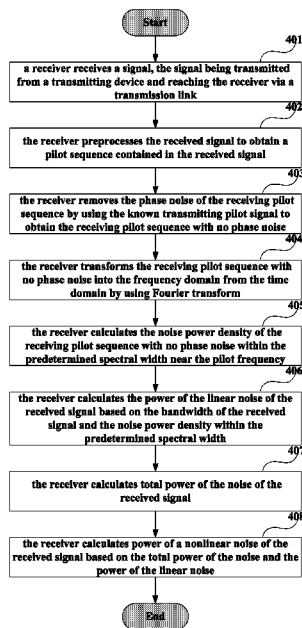 Start
401
a receiver receives a signal, the signal being transmitted
from a transmitting device and reaching the receiver via a
transmission link
402
the receiver preprocesses the received signal to obtain a
pilot sequence contained in the received signal
403
the receiver removes the phase noise of the receiving pilot
sequence by using the known transmitting pilot signal to
obtain the receiving pilot sequence with no phase noise
404
the receiver transforms the receiving pilot sequence with
no phase noise into the frequency domain from the time
domain by using Fourier transform
405
the receiver calculates the noise power density of the
receiving pilot sequence with no phase noise within the
predetermined spectral width near the pilot frequency
406
the receiver calculates the power of the linear noise of
the received signal based on the bandwidth of the received
signal and the noise power density within the
predetermined spectral width
407
the receiver calculates total power of the noise of the
received signal
408
the receiver calculates power of a nonlinear noise of the
received signal based on the total power of the noise and the
power of the linear noise
End